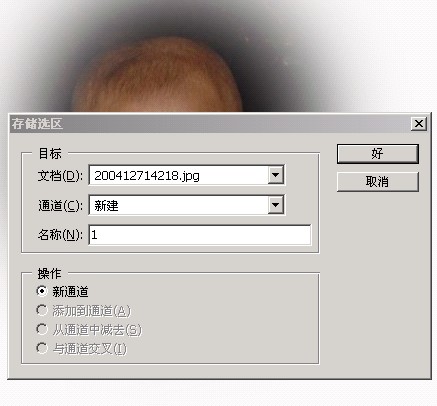 存储选区
目标
文档(D): 200412714218.jpg
通道(C): 新建
名称(N): 1
好
取消
操作
新通道
添加到通道(A)
从通道中减去(S)
与通道交叉(I)